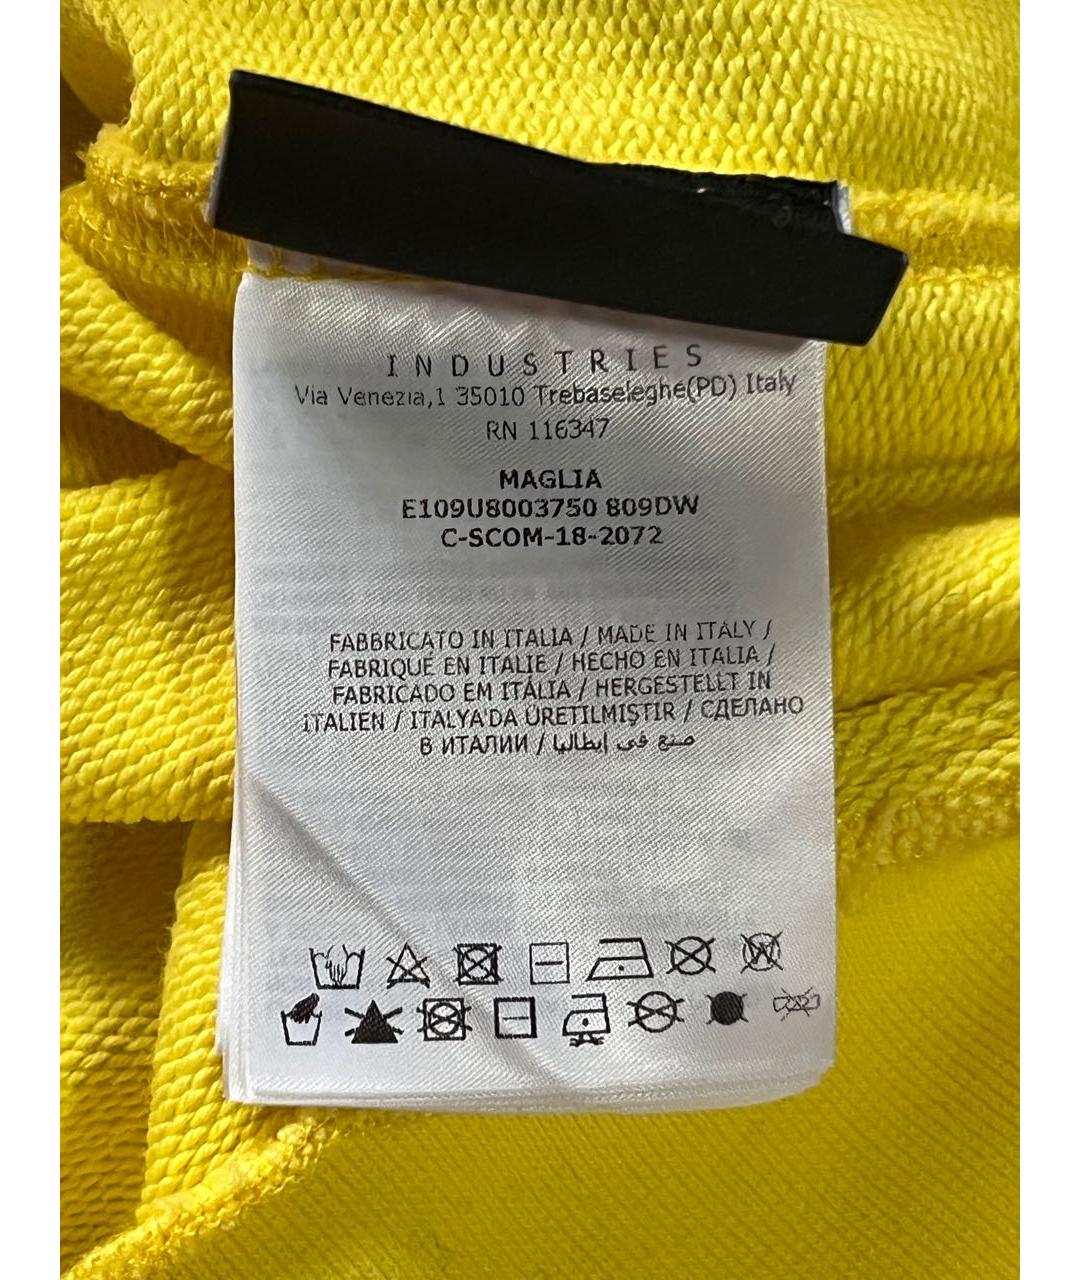 INDUSTRIES
Via Venezia,1 35010 Trebaseleghe(PD) Italy
RN 116347
MAGLIA
E109U8003750 809DW
C-SCOM-18-2072
FABBRICATO IN ITALIA / MADE IN ITALY /
FABRIQUÉ EN ITALIE / HECHO EN ITALIA /
FABRICADO EM ITÁLIA / HERGESTELLT IN
ITALIEN / ITALYA'DA ÜRETILMIŞTIR / СДЕЛАНО
В ИТАЛИИ / صنع في إيطاليا
W